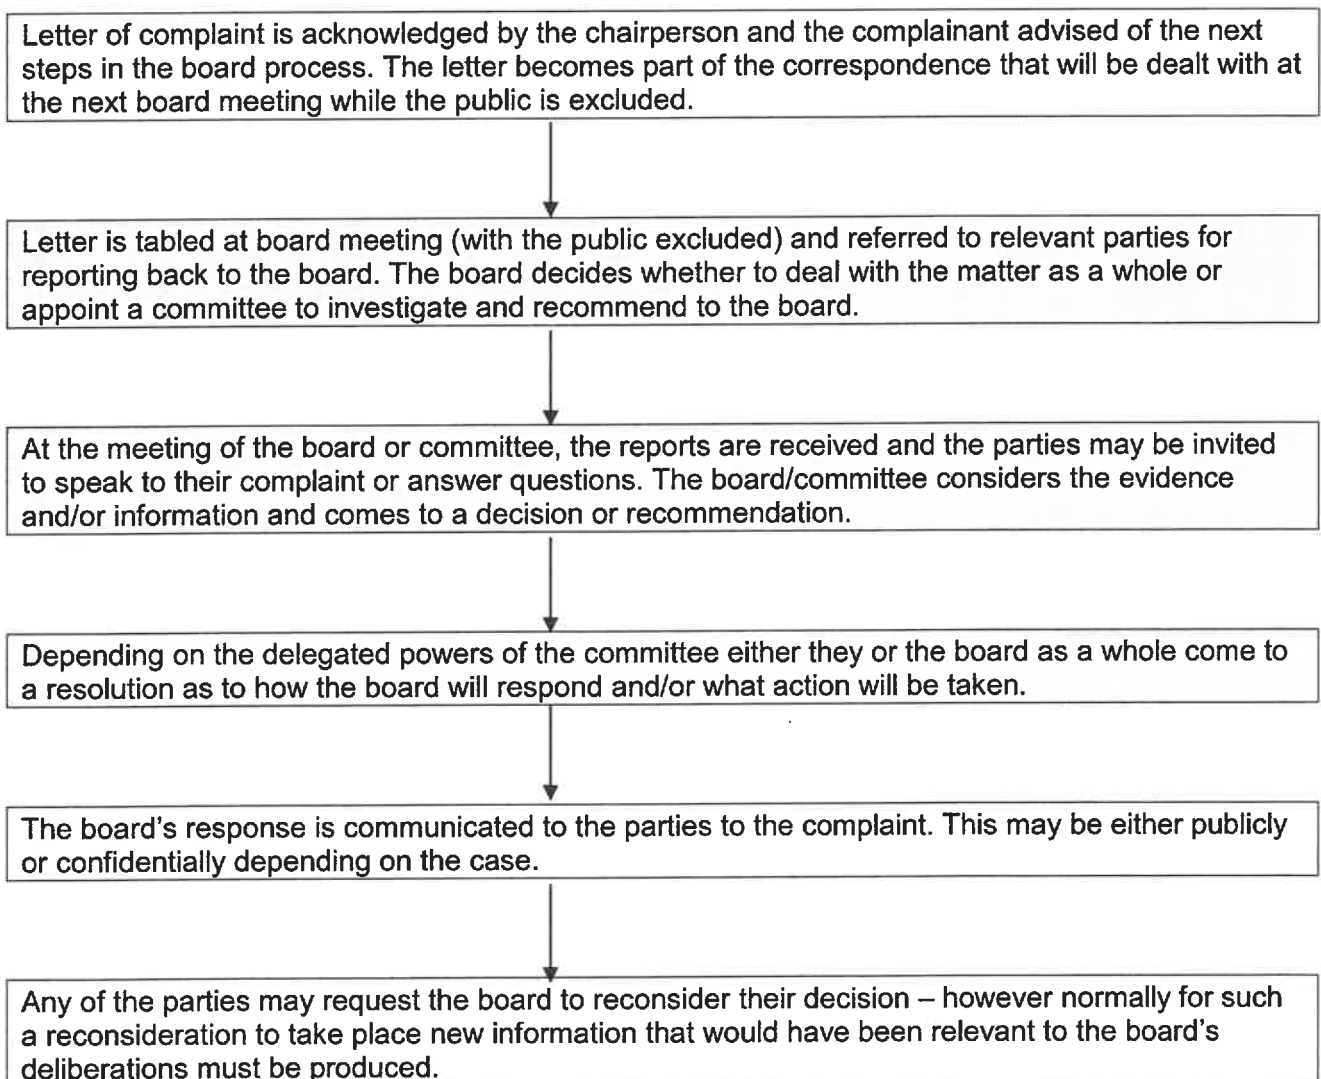 Letter of complaint is acknowledged by the chairperson and the complainant advised of the next
steps in the board process. The letter becomes part of the correspondence that will be dealt with at
the next board meeting while the public is excluded.
Letter is tabled at board meeting (with the public excluded) and referred to relevant parties for
reporting back to the board. The board decides whether to deal with the matter as a whole or
appoint a committee to investigate and recommend to the board.
At the meeting of the board or committee, the reports are received and the parties may be invited
to speak to their complaint or answer questions. The board/committee considers the evidence
and/or information and comes to a decision or recommendation.
Depending on the delegated powers of the committee either they or the board as a whole come to
a resolution as to how the board will respond and/or what action will be taken.
The board's response is communicated to the parties to the complaint. This may be either publicly
or confidentially depending on the case.
Any of the parties may request the board to reconsider their decision – however normally for such
a reconsideration to take place new information that would have been relevant to the board's
deliberations must be produced.